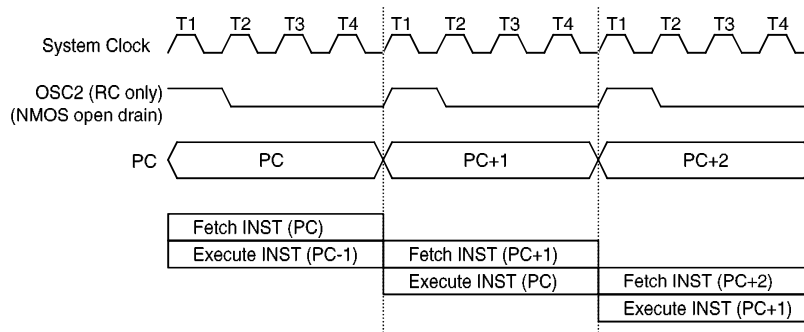 T1 T2 T3 T4 T1 T2 T3 T4 T1 T2 T3 T4
System Clock
OSC2 (RC only)
(NMOS open drain)
PC PC PC+1 PC+2
Fetch INST (PC)
Execute INST (PC-1) Fetch INST (PC+1)
Execute INST (PC) Fetch INST (PC+2)
Execute INST (PC+1)